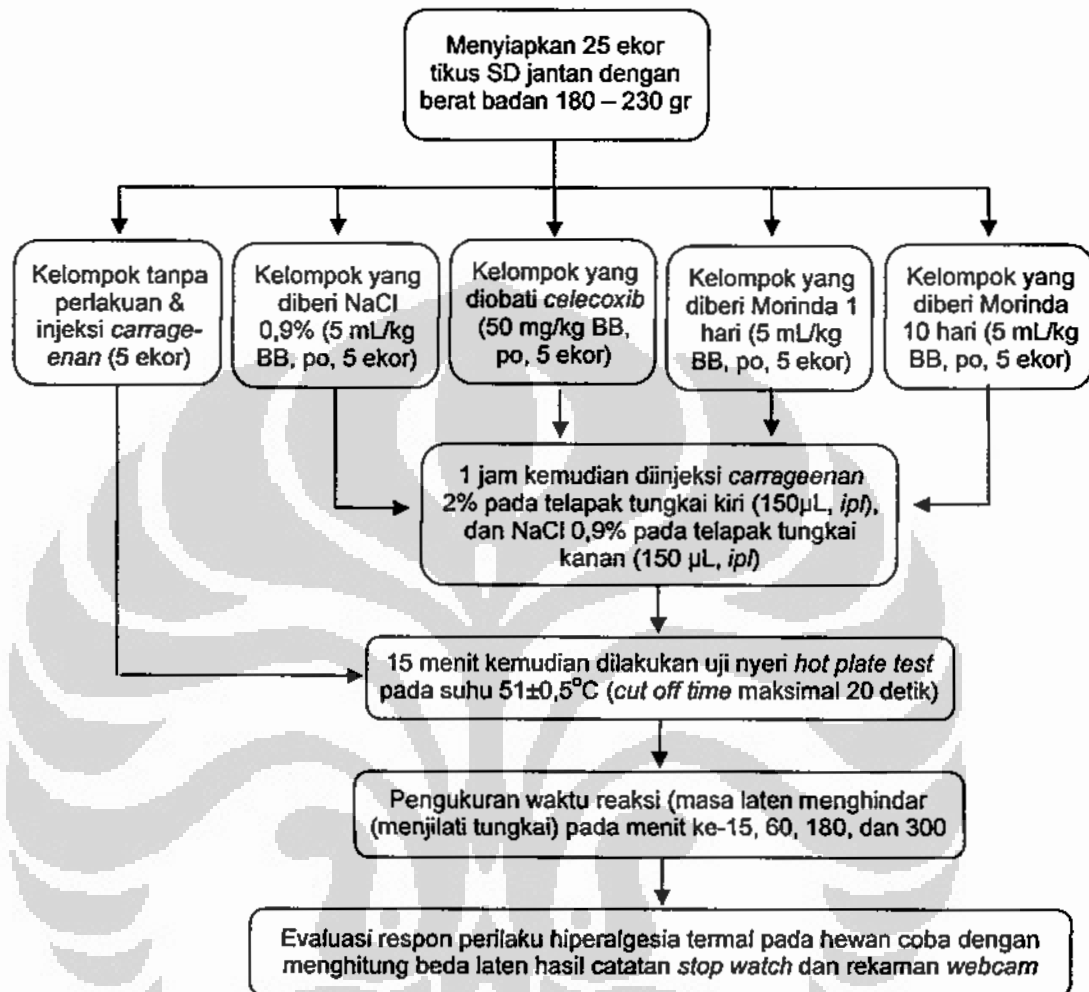 Menyiapkan 25 ekor
tikus SD jantan dengan
berat badan 180 – 230 gr
Kelompok tanpa
perlakuan &
injeksi carrage-
enan (5 ekor)
Kelompok yang
diberi NaCl
0,9% (5 mL/kg
BB, po, 5 ekor)
Kelompok yang
diobati celecoxib
(50 mg/kg BB,
po, 5 ekor)
Kelompok yang
diberi Morinda 1
hari (5 mL/kg
BB, po, 5 ekor)
Kelompok yang
diberi Morinda
10 hari (5 mL/kg
BB, po, 5 ekor)
1 jam kemudian diinjeksi carrageenan
2% pada telapak tungkai kiri (150µL, ipl),
dan NaCl 0,9% pada telapak tungkai
kanan (150 µL, ipl)
15 menit kemudian dilakukan uji nyeri hot plate test
pada suhu 51±0,5°C (cut off time maksimal 20 detik)
Pengukuran waktu reaksi (masa laten menghindar
(menjilati tungkai) pada menit ke-15, 60, 180, dan 300
Evaluasi respon perilaku hiperalgesia termal pada hewan coba dengan
menghitung beda laten hasil catatan stop watch dan rekaman webcam